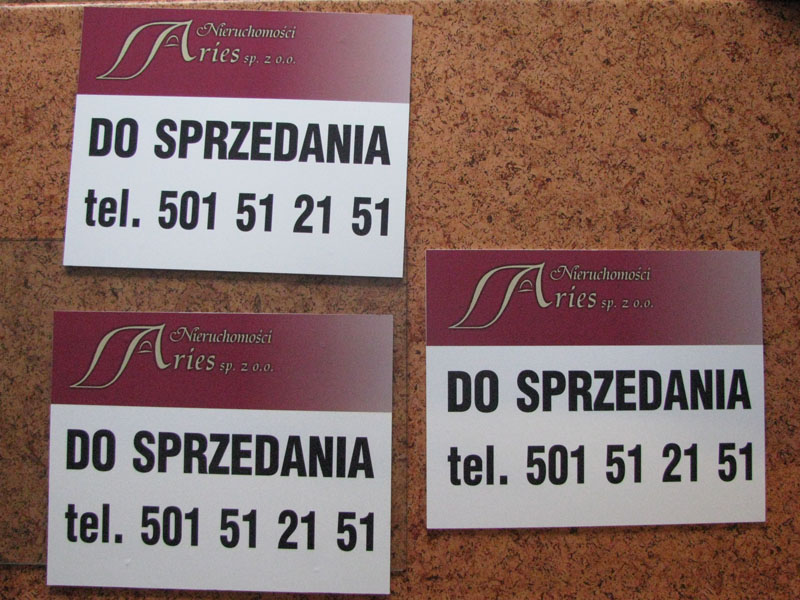 Nieruchomości
Aries sp. z o.o.
DO SPRZEDANIA
tel. 501 51 21 51
Nieruchomości
Aries sp. z o.o.
DO SPRZEDANIA
tel. 501 51 21 51
Nieruchomości
Aries sp. z o.o.
DO SPRZEDANIA
tel. 501 51 21 51